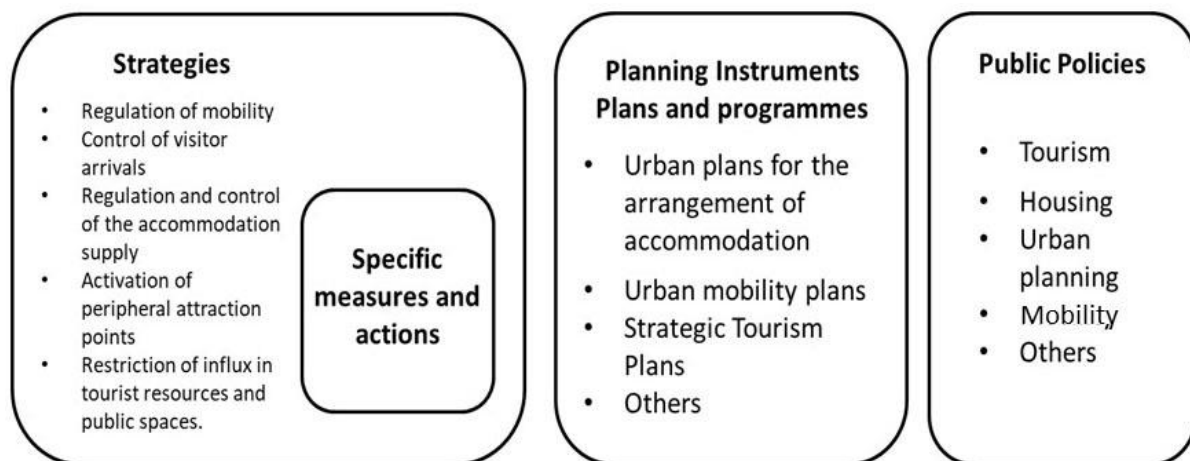 Strategies
• Regulation of mobility
• Control of visitor
arrivals
• Regulation and control
of the accommodation
supply
• Activation of
peripheral attraction
points
• Restriction of influx in
tourist resources and
public spaces.
Specific
measures and
actions
Planning Instruments
Plans and programmes
• Urban plans for the
arrangement of
accommodation
• Urban mobility plans
• Strategic Tourism
Plans
• Others
Public Policies
• Tourism
• Housing
• Urban
planning
• Mobility
• Others